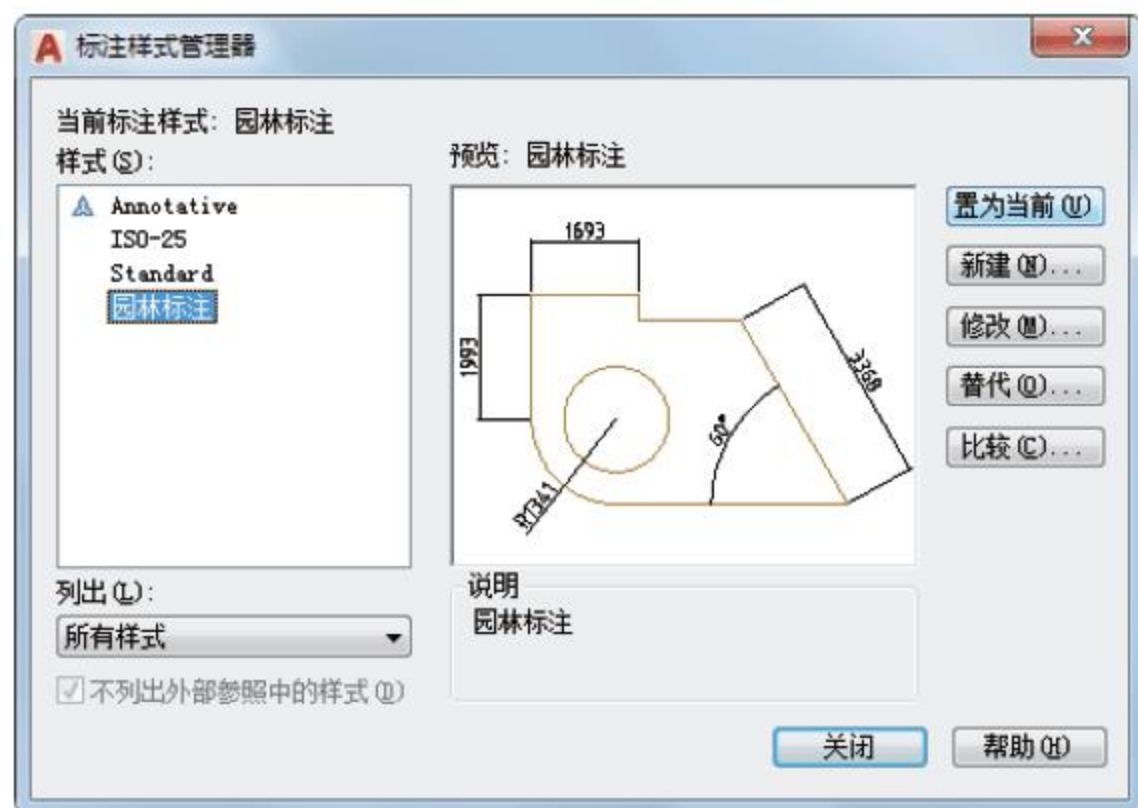 标注样式管理器
当前标注样式: 园林标注
样式(S):
Annotative
ISO-25
Standard
园林标注
预览: 园林标注
1693
1993
3368
60°
R1341
置为当前(U)
新建(N)...
修改(M)...
替代(O)...
比较(C)...
列出(L):
所有样式
不列出外部参照中的样式(D)
说明
园林标注
关闭
帮助(H)